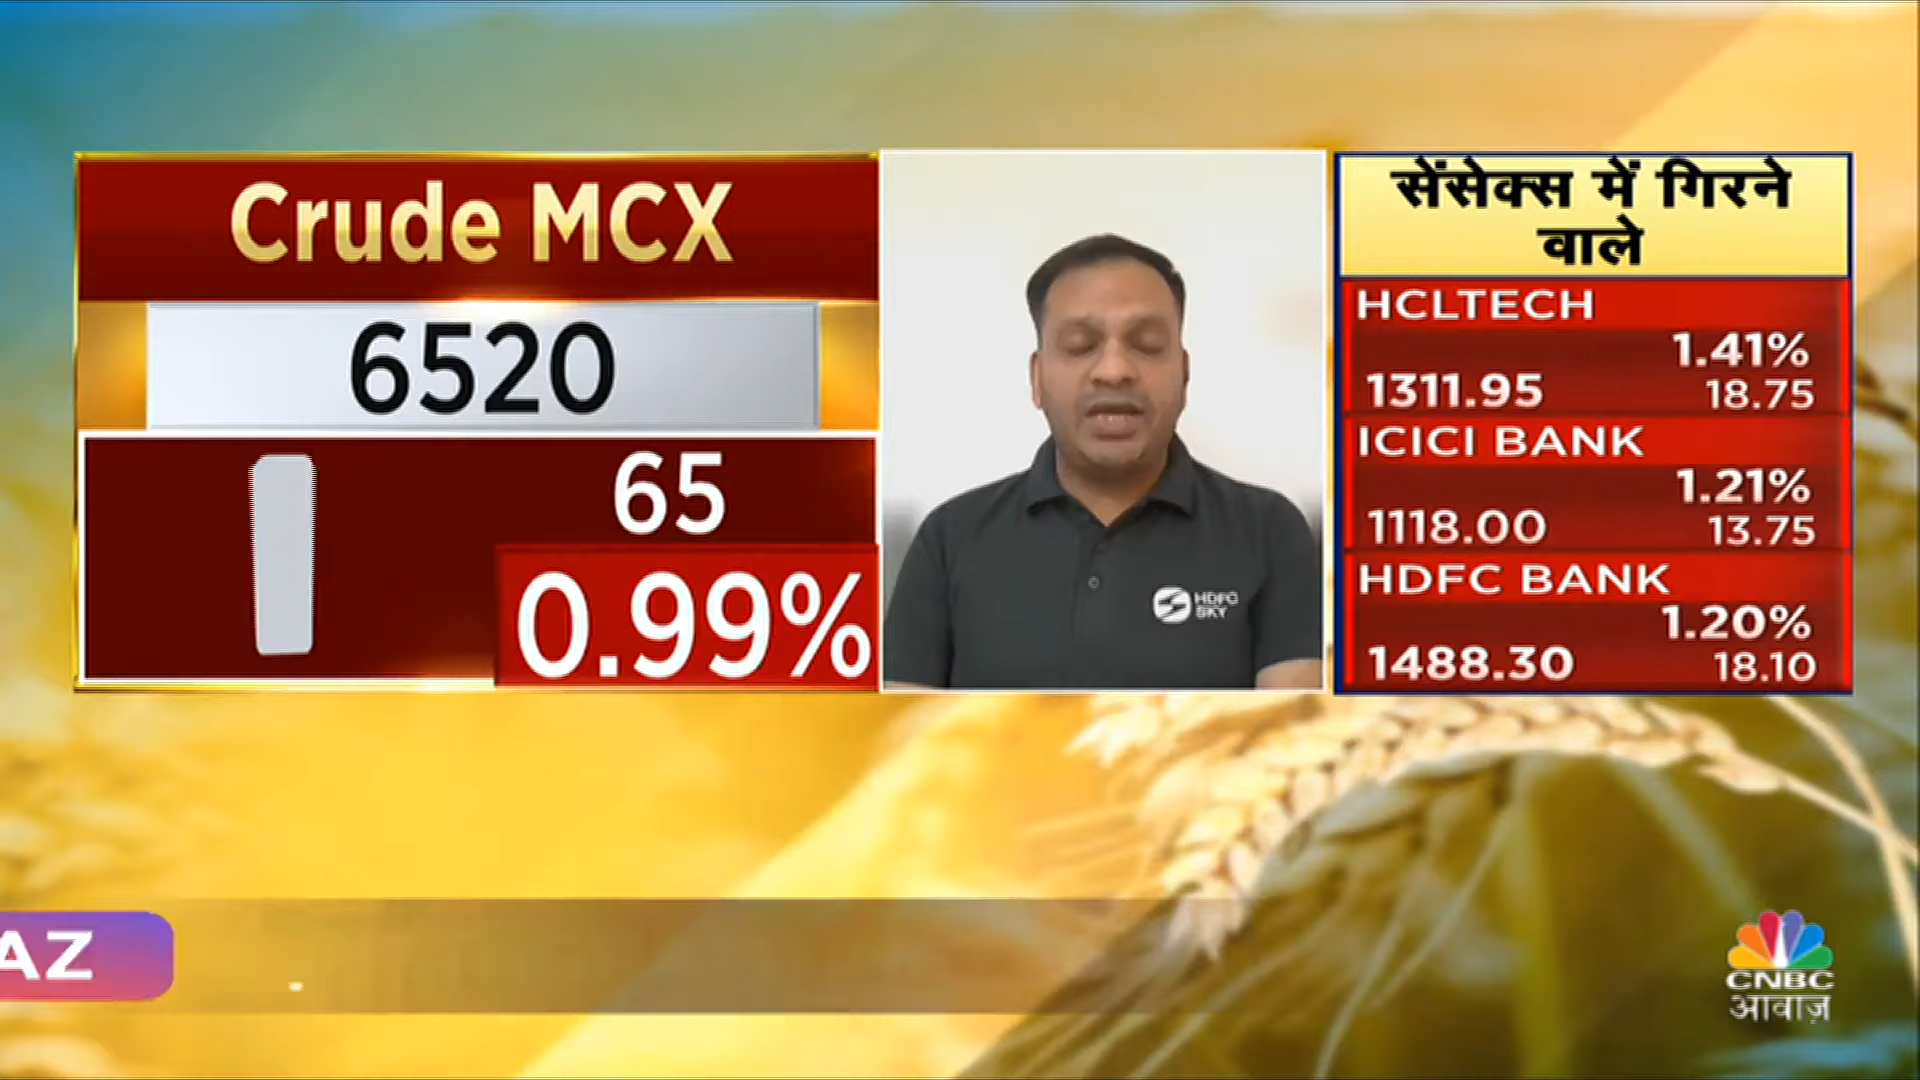 Crude MCX
6520
65
0.99%
HDFC
SKY
सेंसेक्स में गिरने
वाले
HCLTECH
1.41%
1311.95
18.75
ICICI BANK
1.21%
1118.00
13.75
HDFC BANK
1.20%
1488.30
18.10
AZ
CNBC
आवाज़